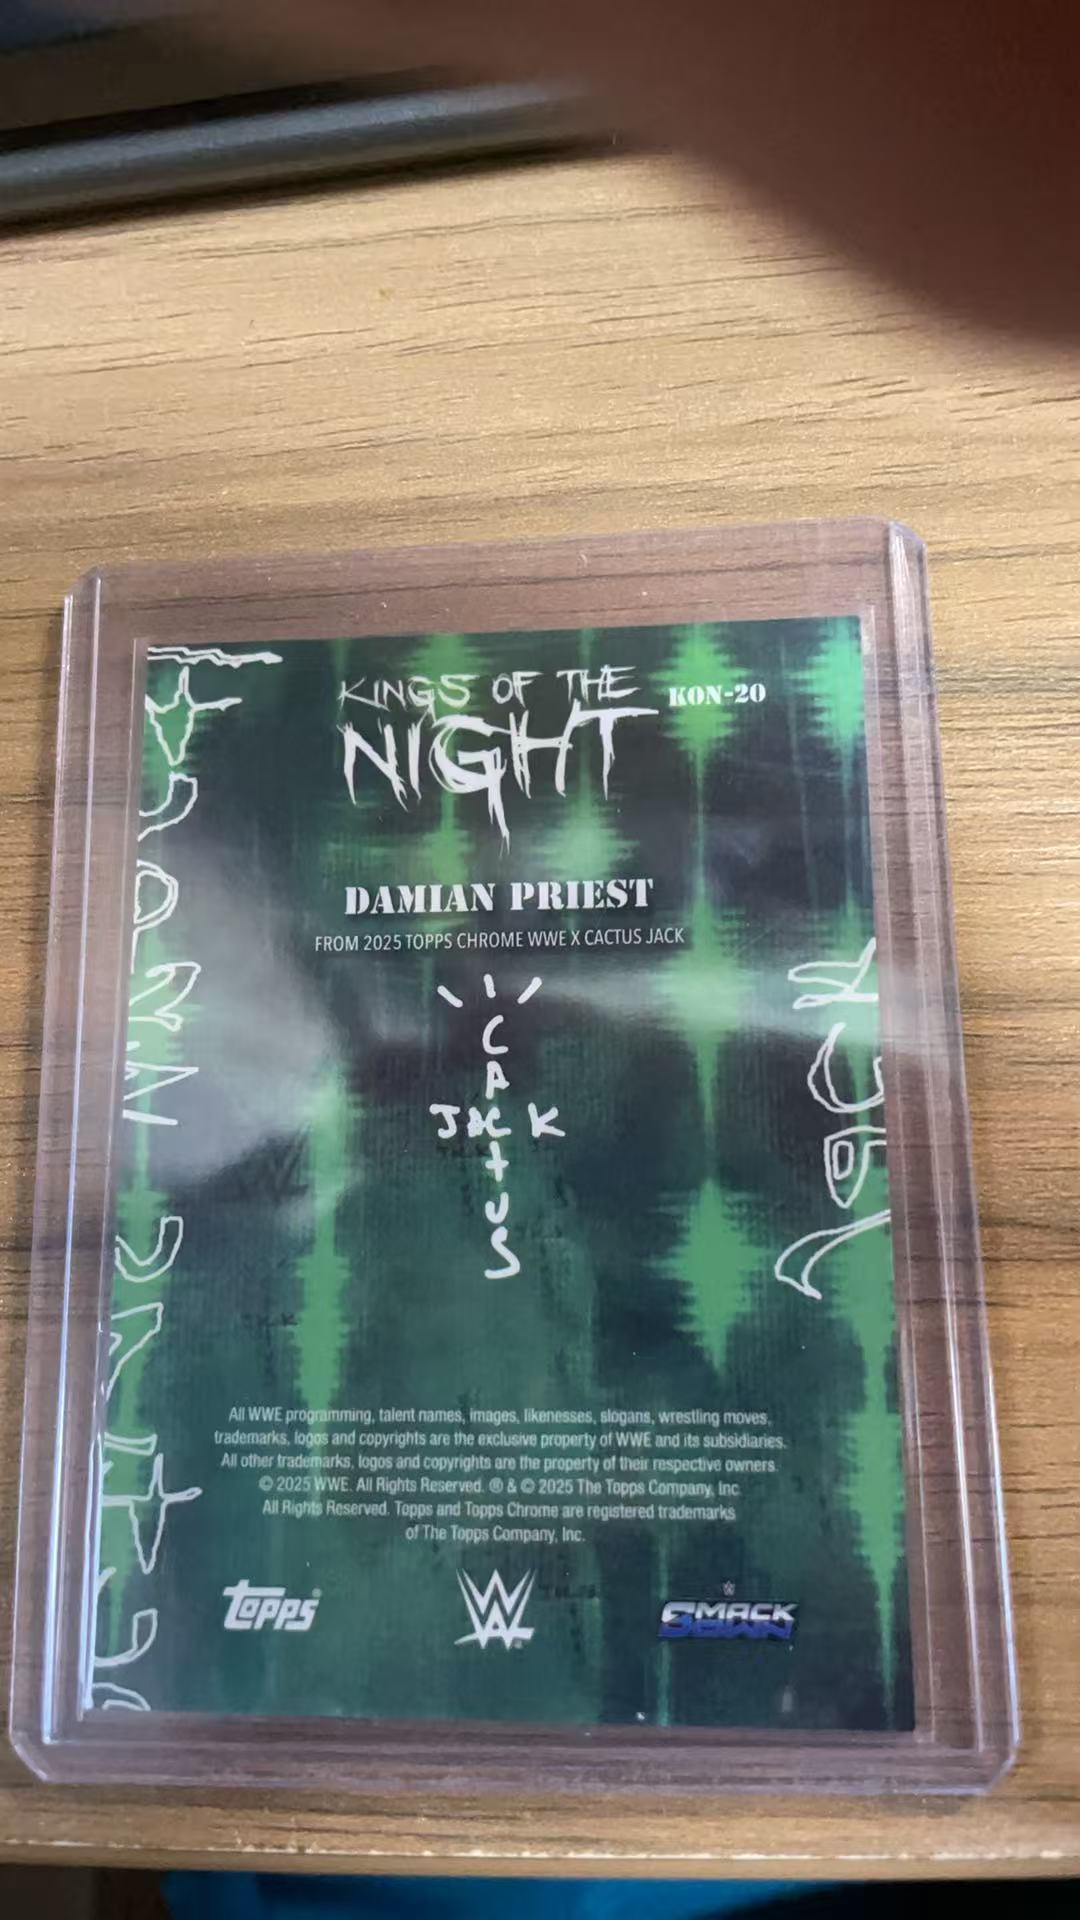 KINGS OF THE
NIGHT
KON-20
DAMIAN PRIEST
FROM 2025 TOPPS CHROME WWE X CACTUS JACK
CACTUS
JACK
JACK
All WWE programming, talent names, images, likenesses, slogans, wrestling moves,
trademarks, logos and copyrights are the exclusive property of WWE and its subsidiaries.
All other trademarks, logos and copyrights are the property of their respective owners.
© 2025 WWE. All Rights Reserved. ® & © 2025 The Topps Company, Inc.
All Rights Reserved. Topps and Topps Chrome are registered trademarks
of The Topps Company, Inc.
Topps®
W
SMACK
DOWN